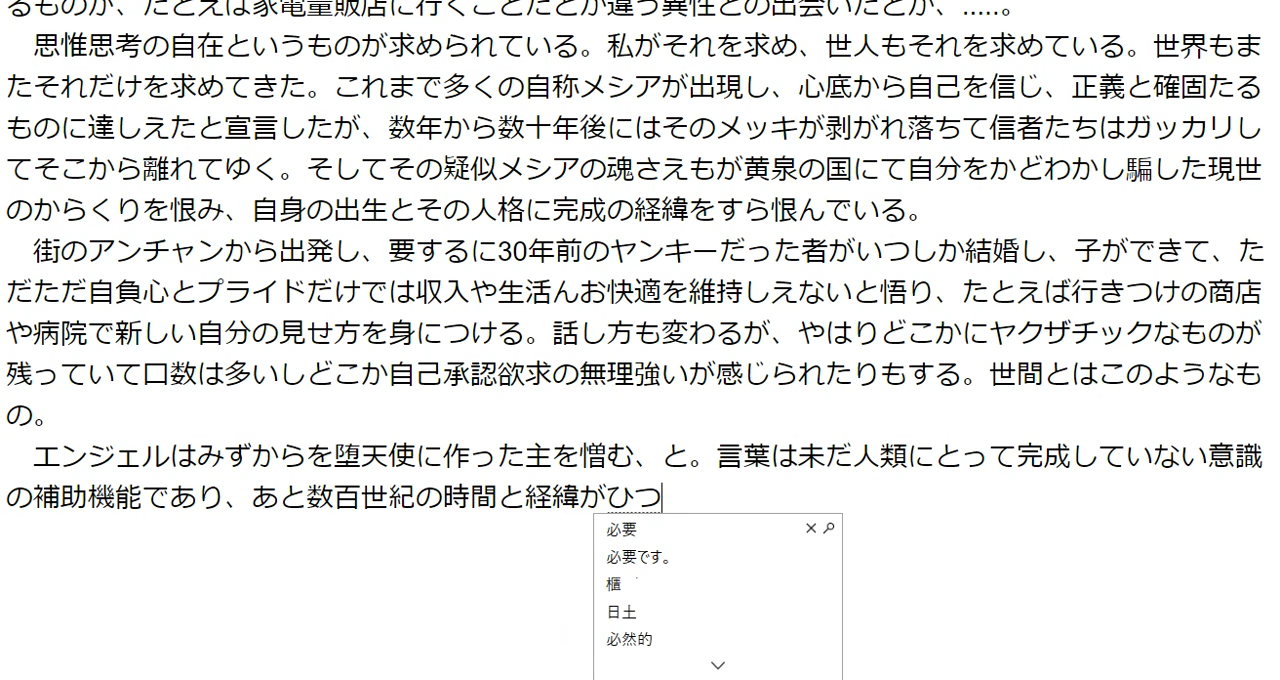 るものか、たとえば家電量販店に行くことだとか違う異性との出会いだとか、.....。
　思惟思考の自在というものが求められている。私がそれを求め、世人もそれを求めている。世界もま
たそれだけを求めてきた。これまで多くの自称メシアが出現し、心底から自己を信じ、正義と確固たる
ものに達しえたと宣言したが、数年から数十年後にはそのメッキが剥がれ落ちて信者たちはガッカリし
てそこから離れてゆく。そしてその疑似メシアの魂さえもが黄泉の国にて自分をかどわかし騙した現世
のからくりを恨み、自身の出生とその人格に完成の経緯をすら恨んでいる。
　街のアンチャンから出発し、要するに30年前のヤンキーだった者がいつしか結婚し、子ができて、た
だただ自負心とプライドだけでは収入や生活んお快適を維持しえないと悟り、たとえば行きつけの商店
や病院で新しい自分の見せ方を身につける。話し方も変わるが、やはりどこかにヤクザチックなものが
残っていて口数は多いしどこか自己承認欲求の無理強いが感じられたりもする。世間とはこのようなも
の。
　エンジェルはみずからを堕天使に作った主を憎む、と。言葉は未だ人類にとって完成していない意識
の補助機能であり、あと数百世紀の時間と経緯がひつ
必要
必要です。
櫃
日土
必然的